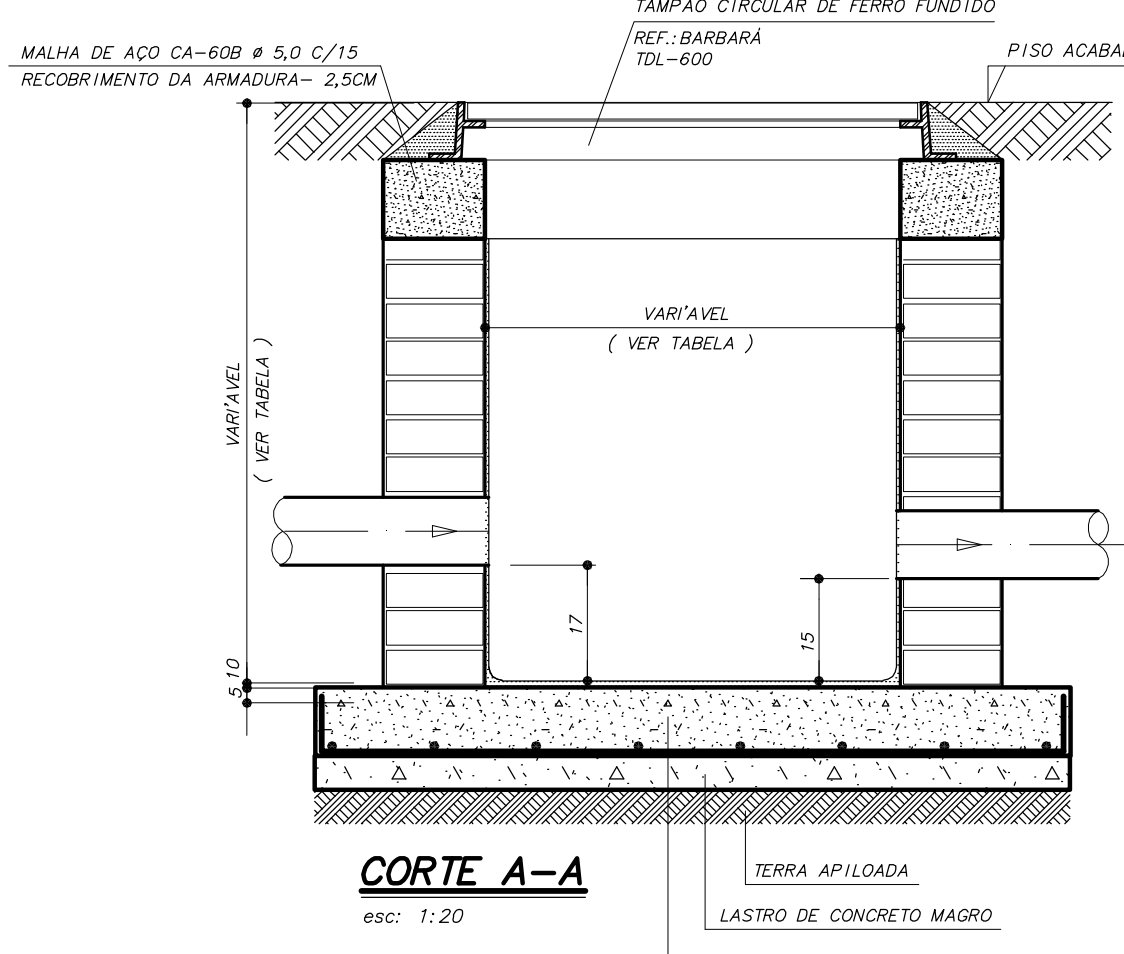 TAMPAO CIRCULAR DE FERRO FUNDIDO
REF.: BARBARÁ
TDL-600
MALHA DE AÇO CA-60B ø 5,0 C/15
RECOBRIMENTO DA ARMADURA- 2,5CM
PISO
VARI'AVEL
( VER TABELA )
VARI'AVEL
( VER TABELA )
17
15
10
5
CORTE A-A
esc: 1:20
TERRA APILOADA
LASTRO DE CONCRETO MAGRO